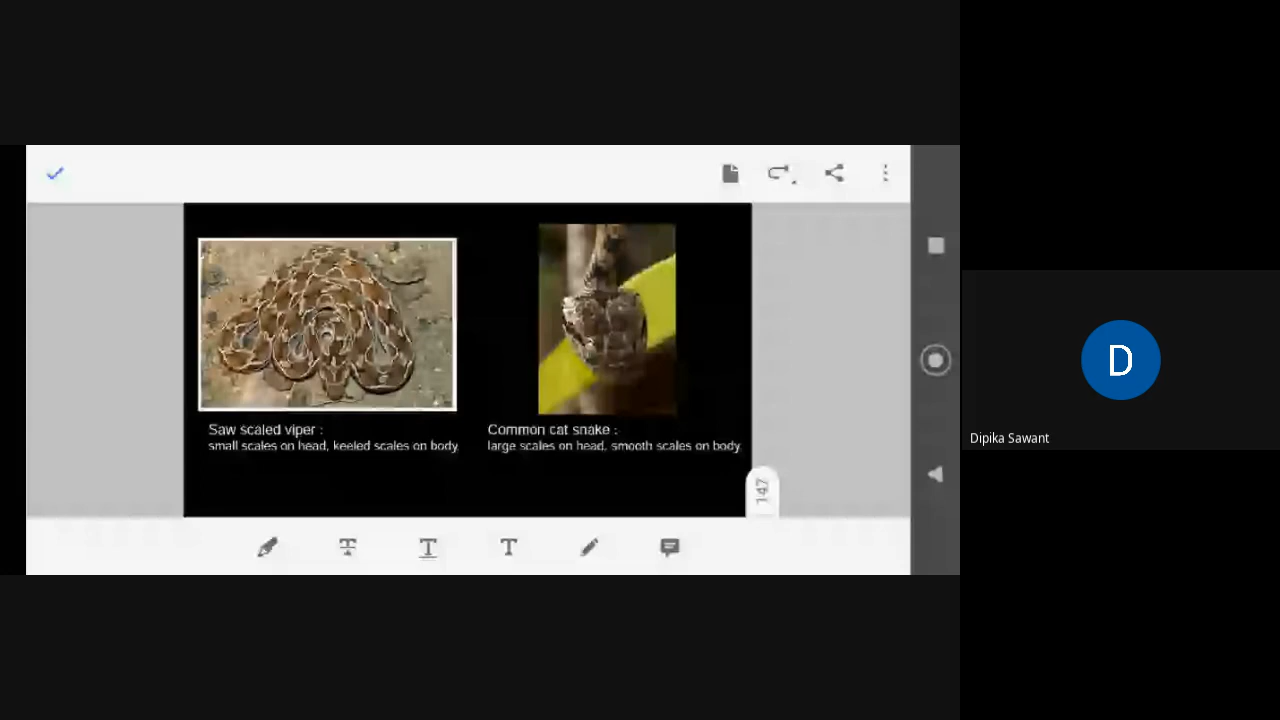 Saw scaled viper :
small scales on head, keeled scales on body
Common cat snake :
large scales on head, smooth scales on body
147
D
Dipika Sawant